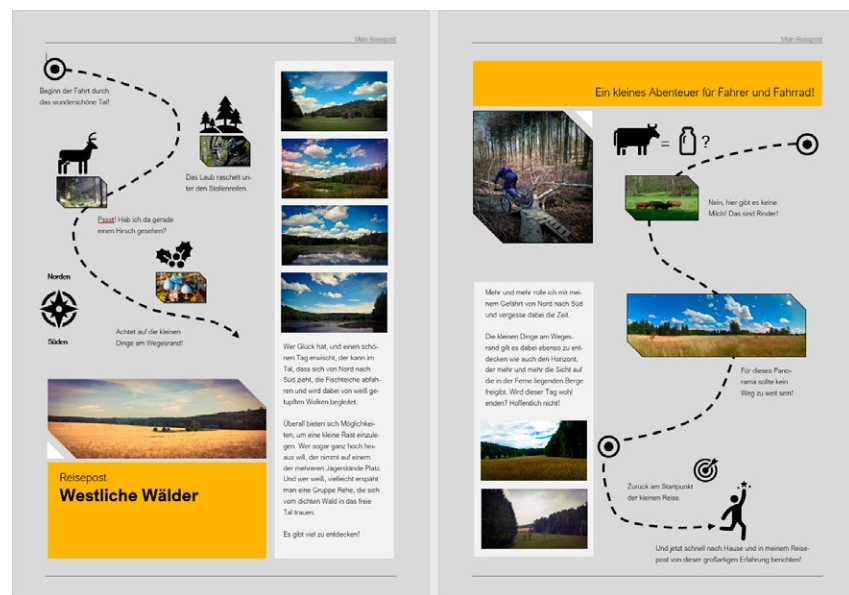 Mein Reisepost
Beginn der Fahrt durch
das wunderschöne Tal!
Das Laub raschelt un-
ter den Stollenreifen.
Pssst! Hab ich da gerade
einen Hirsch gesehen?
Norden
Süden
Achtet auf die kleinen
Dinge am Wegesrand!
Reisepost
Westliche Wälder
Wer Glück hat, und einen schö-
nen Tag erwischt, der kann im
Tal, dass sich von Nord nach
Süd zieht, die Fischteiche abfah-
ren und wird dabei von weiß ge-
tupften Wolken begleitet.
Überall bieten sich Möglichkei-
ten, um eine kleine Rast einzule-
gen. Wer sogar ganz hoch hin-
aus will, der nimmt auf einem
der mehreren Jägerstände Platz.
Und wer weiß, vielleicht erspäht
man eine Gruppe Rehe, die sich
vom dichten Wald in das freie
Tal trauen.
Es gibt viel zu entdecken!
Mein Reisepost
Ein kleines Abenteuer für Fahrer und Fahrrad!
= ?
Nein, hier gibt es keine
Milch! Das sind Rinder!
Mehr und mehr rolle ich mit mei-
nem Gefährt von Nord nach Süd
und vergesse dabei die Zeit.
Die kleinen Dinge am Weges-
rand gilt es dabei ebenso zu ent-
decken wie auch den Horizont,
der mehr und mehr die Sicht auf
die in der Ferne liegenden Berge
freigibt. Wird dieser Tag wohl
enden? Hoffentlich nicht!
Für dieses Pano-
rama sollte kein
Weg zu weit sein!
Zurück am Startpunkt
der kleinen Reise.
Und jetzt schnell nach Hause und in meinem Reise-
post von dieser großartigen Erfahrung berichten!